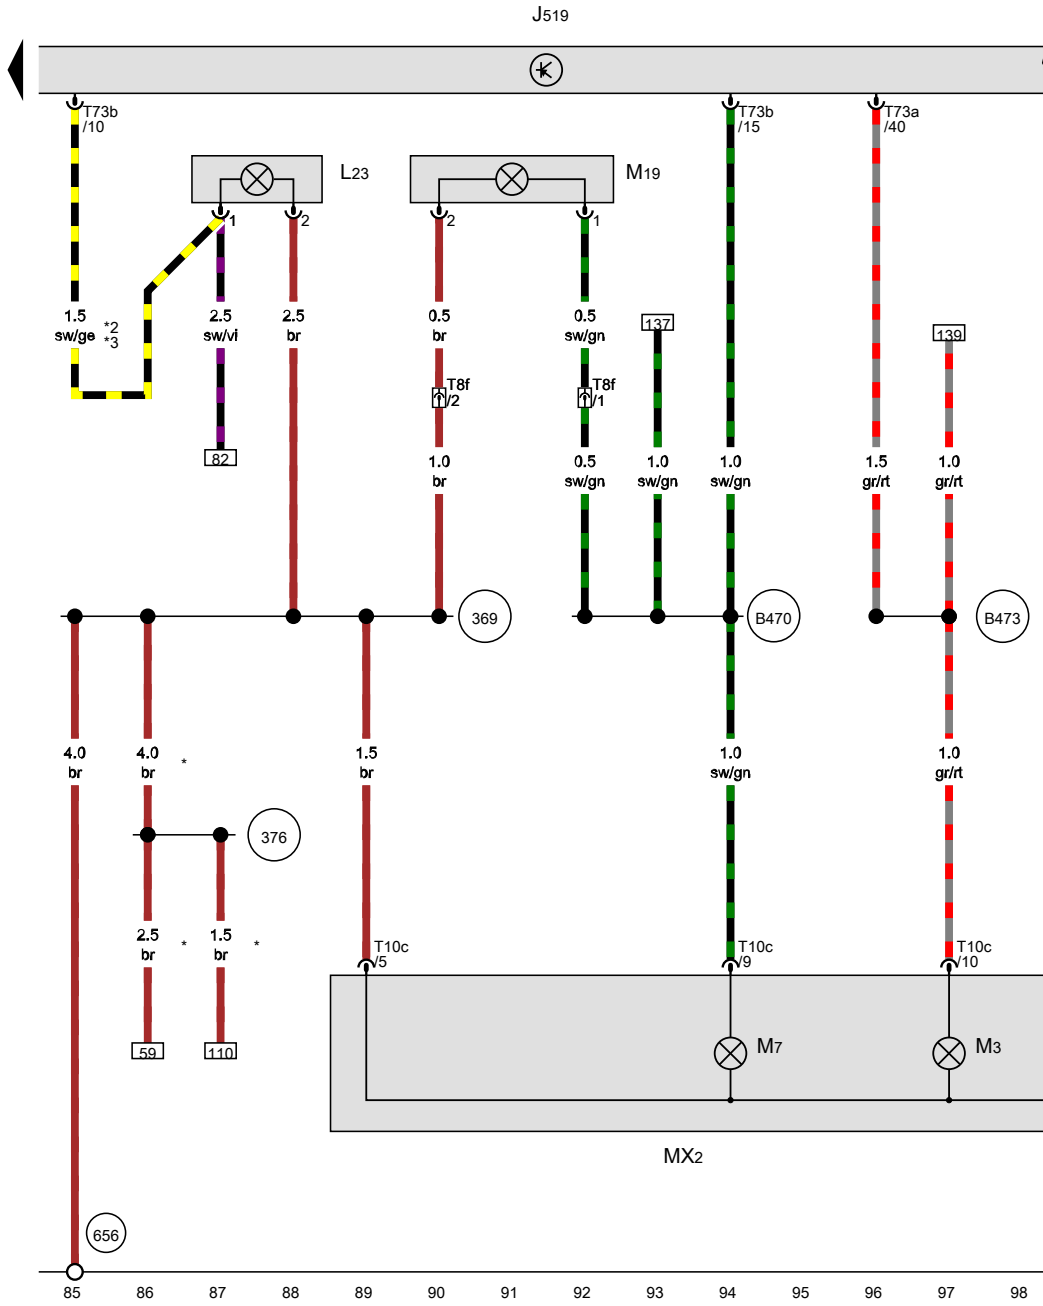 J519
T73b
/10
T73b
/15
T73a
/40
L23
M19
1
2
2
1
1.5
sw/ge
*2
*3
2.5
sw/vi
2.5
br
0.5
br
0.5
sw/gn
137
139
T8f
/2
T8f
/1
82
1.0
br
0.5
sw/gn
1.0
sw/gn
1.0
sw/gn
1.5
gr/rt
1.0
gr/rt
369
B470
B473
4.0
br
4.0
br
*
1.5
br
1.0
sw/gn
1.0
gr/rt
376
2.5
br
*
1.5
br
*
T10c
/5
T10c
/9
T10c
/10
59
110
M7
M3
MX2
656
85 86 87 88 89 90 91 92 93 94 95 96 97 98